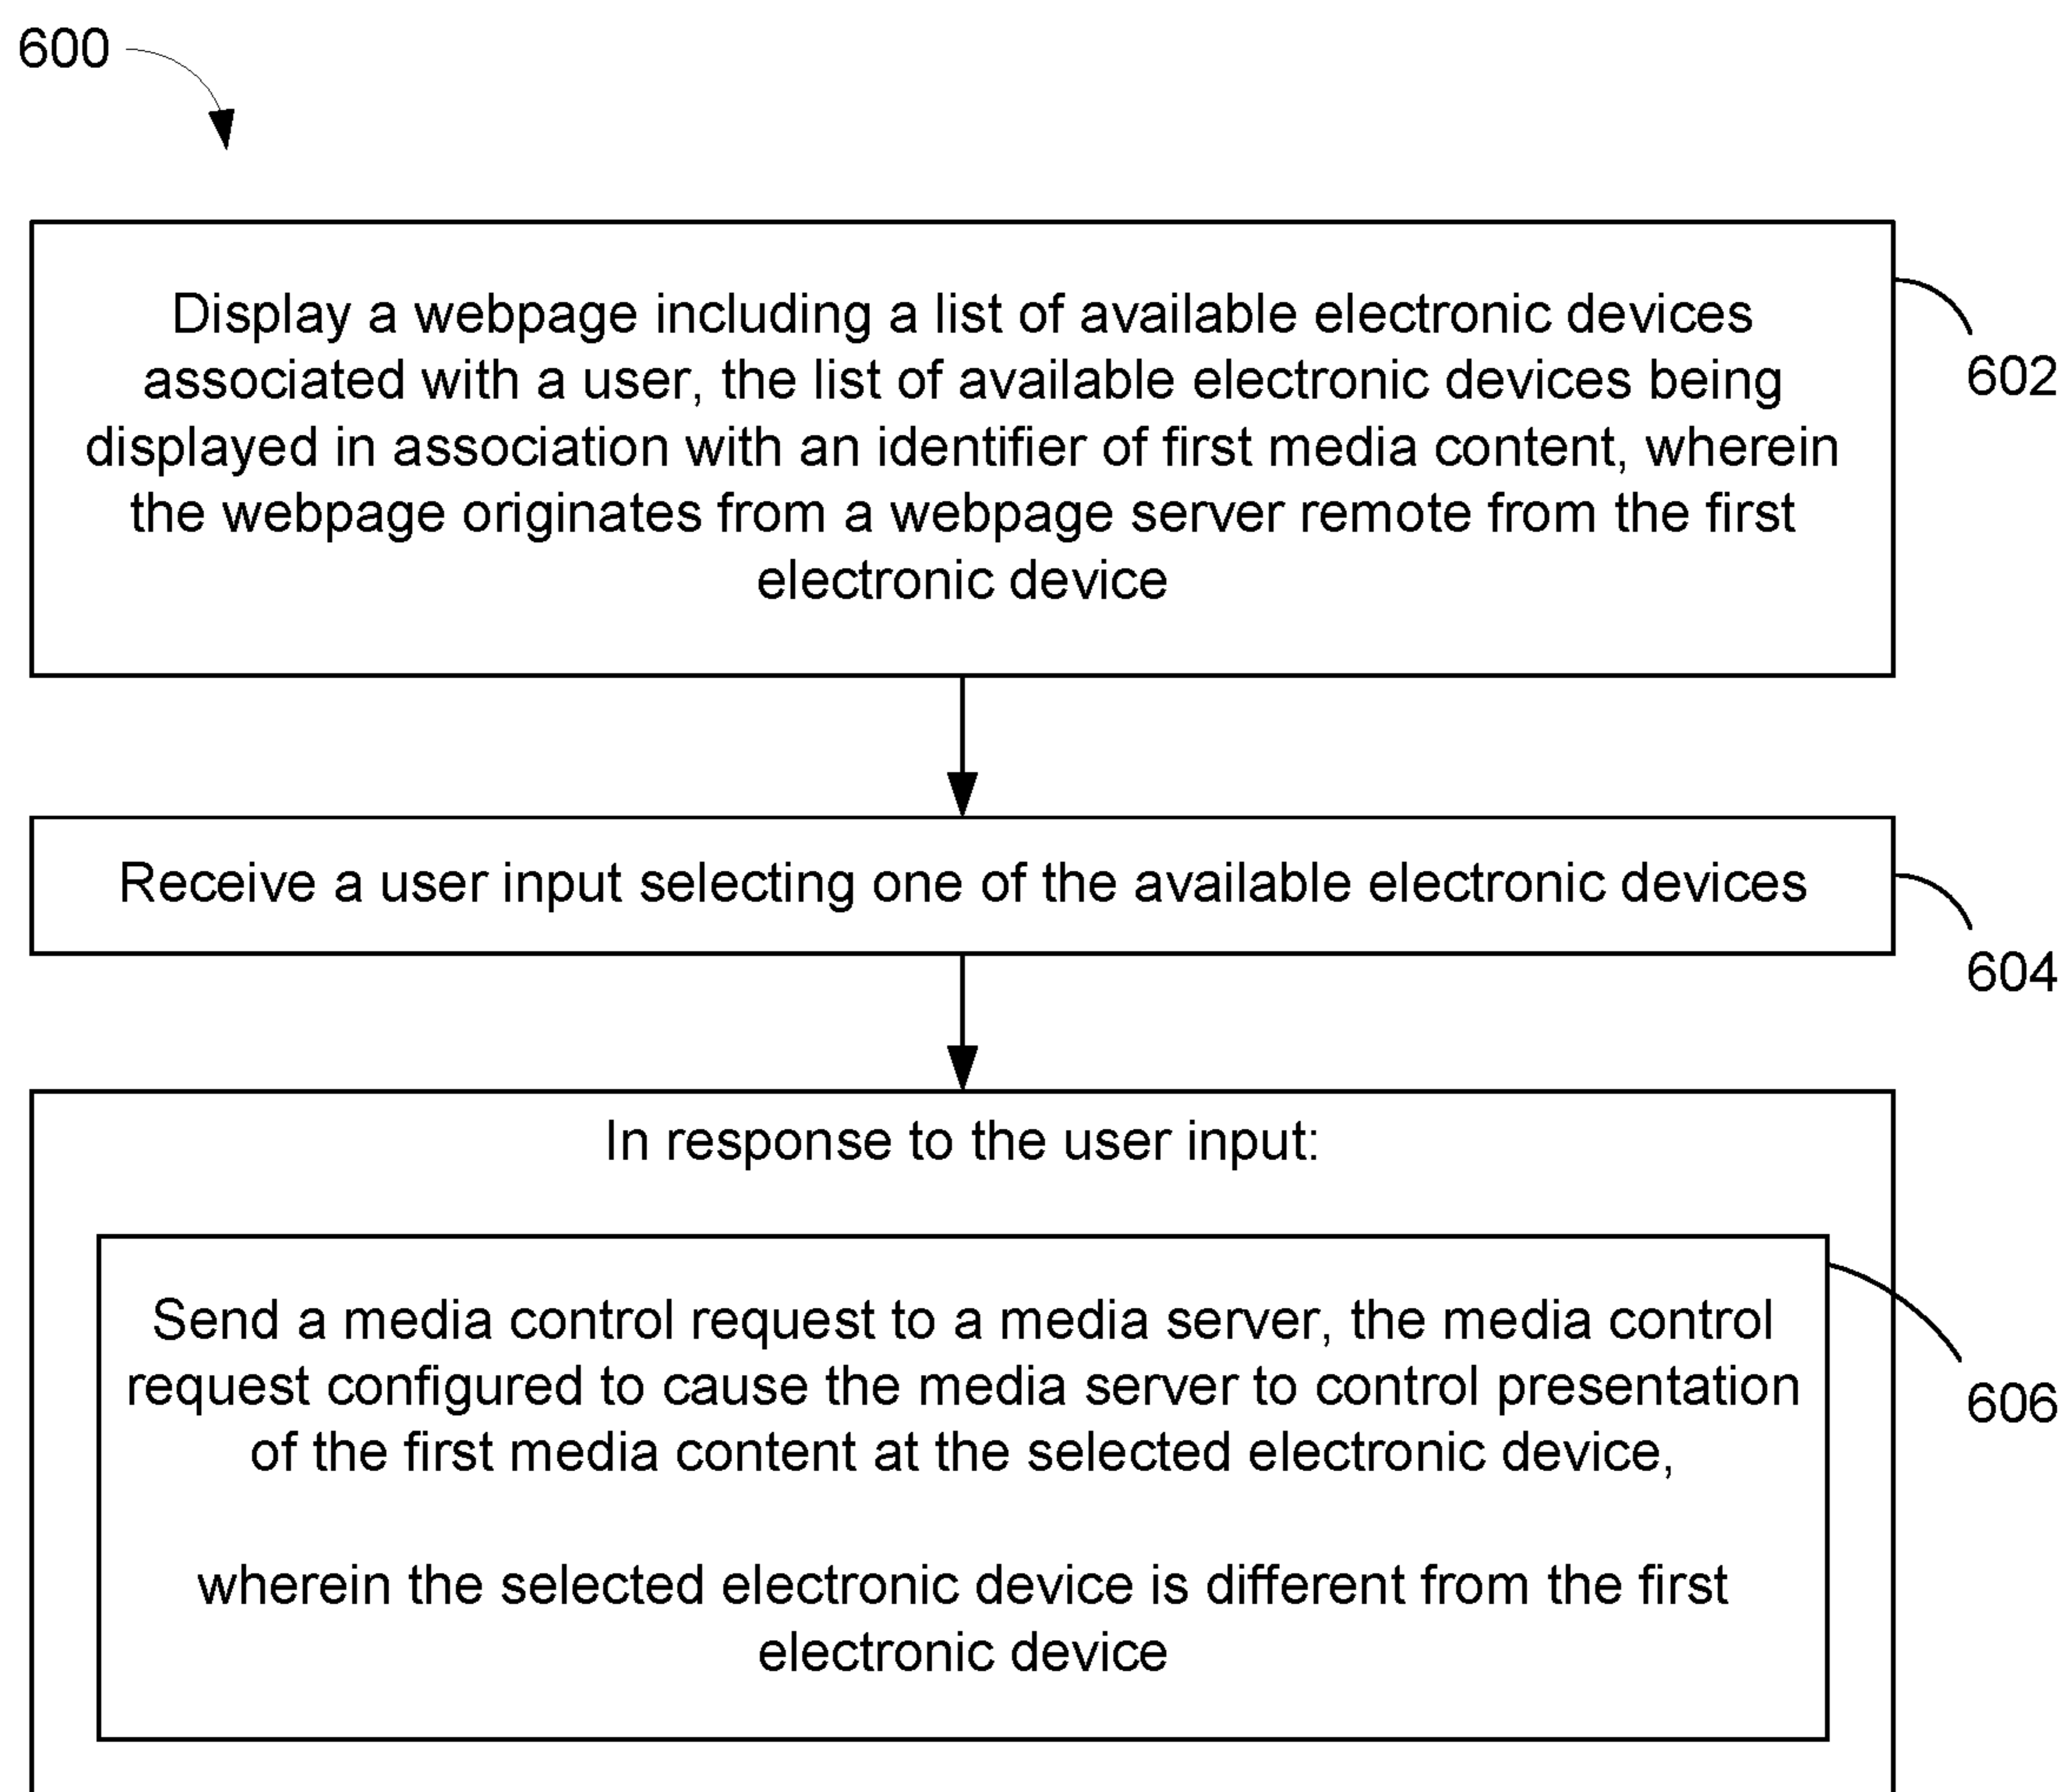 600
Display a webpage including a list of available electronic devices
associated with a user, the list of available electronic devices being
displayed in association with an identifier of first media content, wherein
the webpage originates from a webpage server remote from the first
electronic device
602
Receive a user input selecting one of the available electronic devices
604
In response to the user input:
Send a media control request to a media server, the media control
request configured to cause the media server to control presentation
of the first media content at the selected electronic device,
wherein the selected electronic device is different from the first
electronic device
606